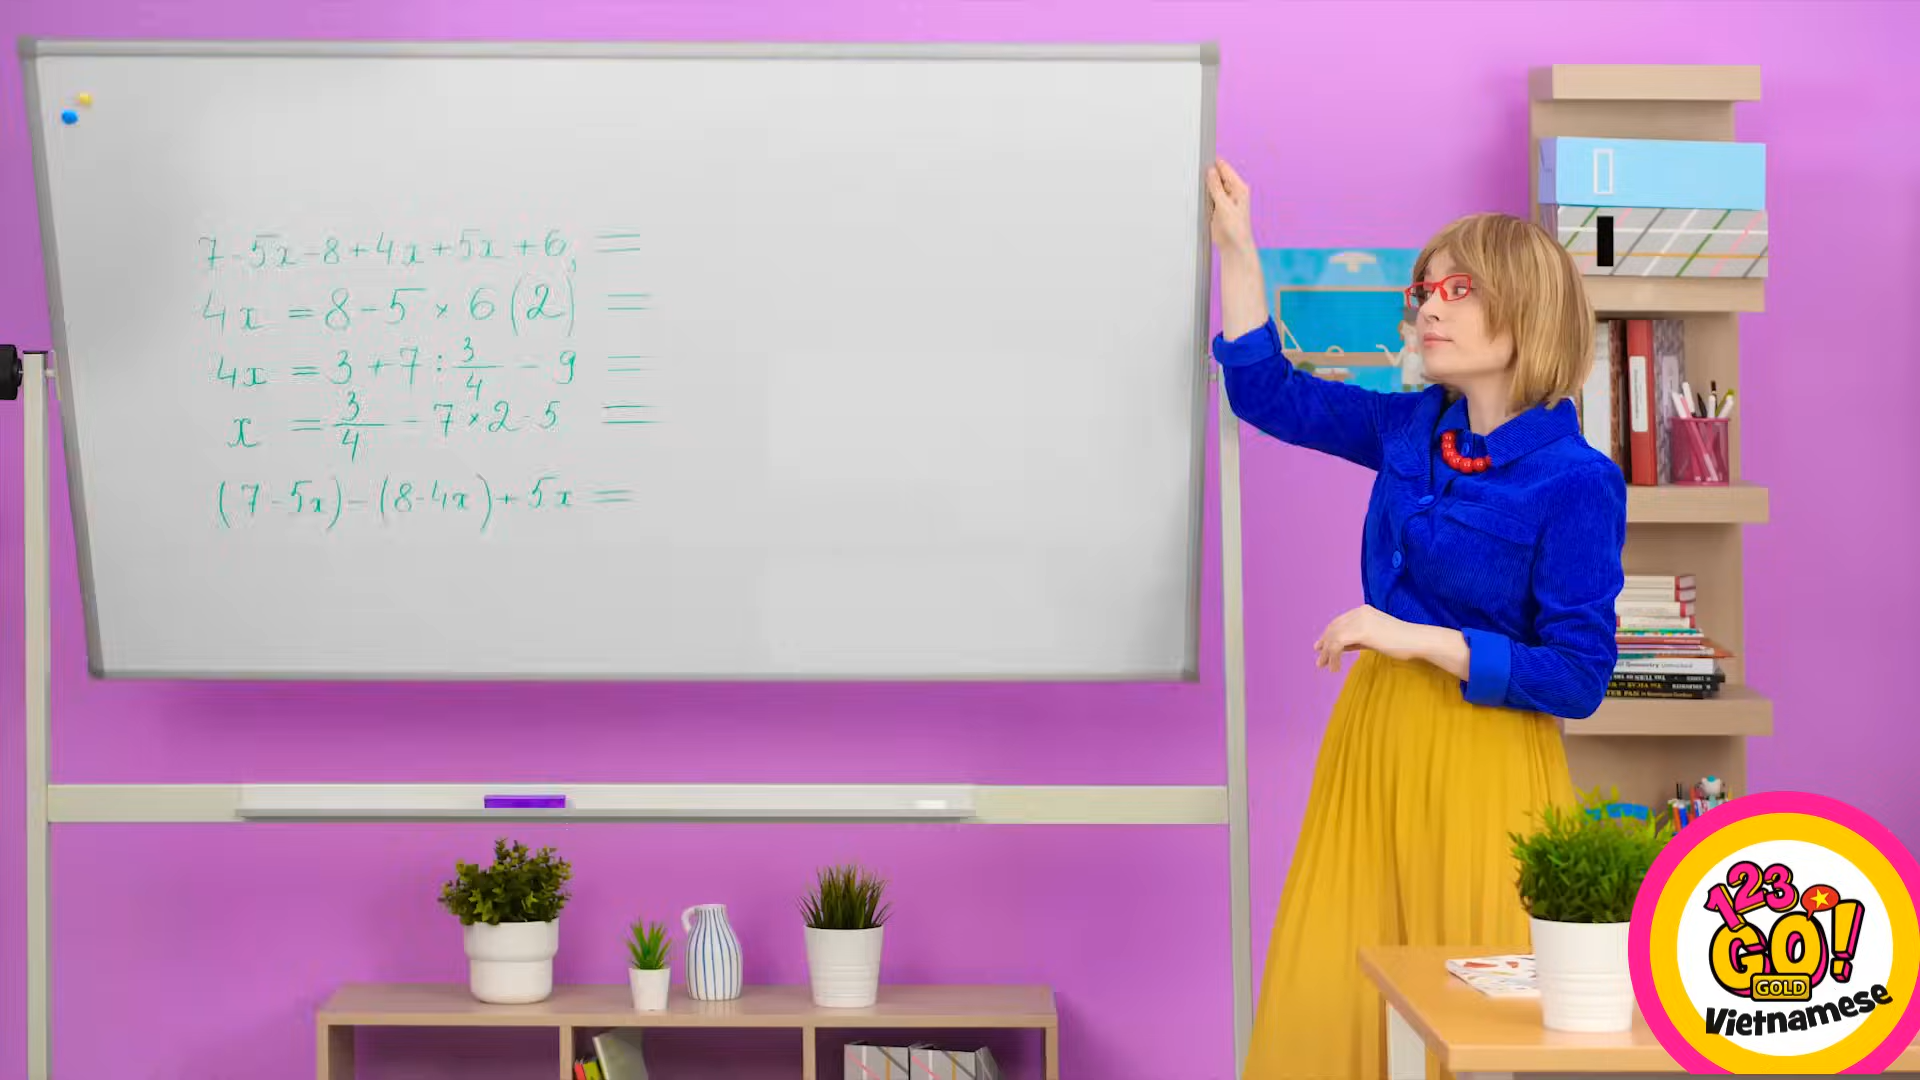 7-5x-8+4x+5x+6, =
4x = 8-5 × 6 (2) =
4x = 3+7 : 3/4 - 9 =
x = 3/4 - 7×2-5 =
(7-5x)-(8-4x)+5x =
123
GO!
GOLD
Vietnamese